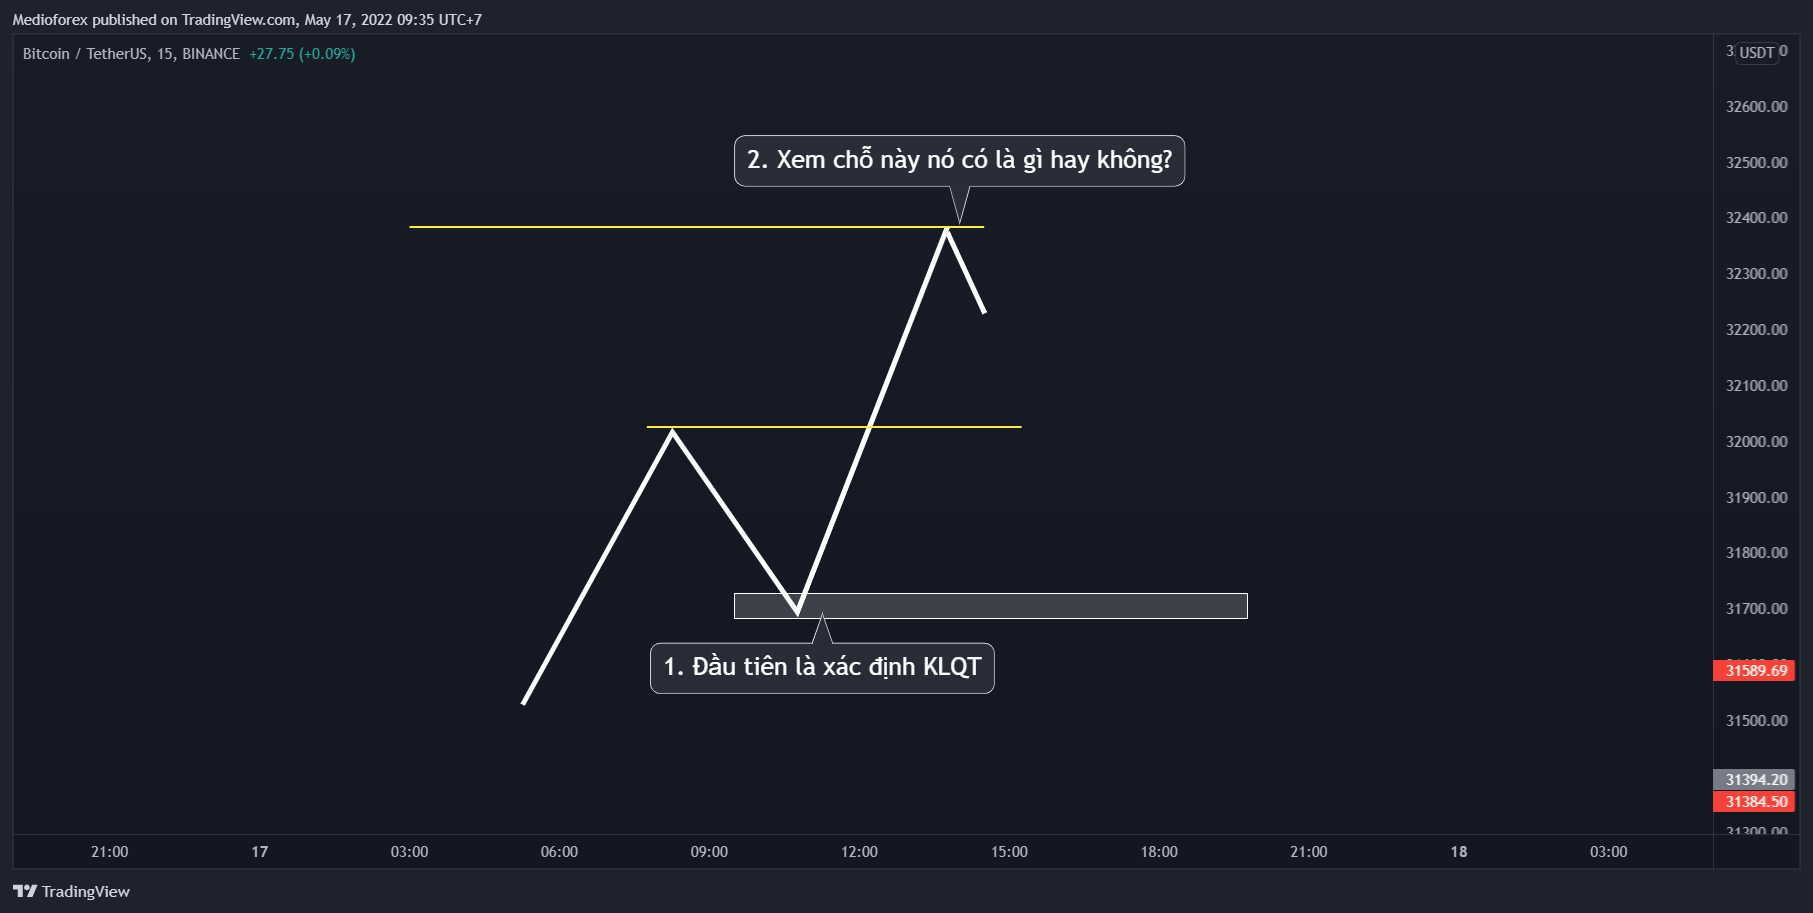 Medioforex published on TradingView.com, May 17, 2022 09:35 UTC+7
Bitcoin / TetherUS, 15, BINANCE +27.75 (+0.09%)
USDT
32600.00
2. Xem chỗ này nó có là gì hay không?
32500.00
32400.00
32300.00
32200.00
32100.00
32000.00
31900.00
31800.00
31700.00
1. Đầu tiên là xác định KLQT
31589.69
31500.00
31394.20
31384.50
31300.00
21:00 17 03:00 06:00 09:00 12:00 15:00 18:00 21:00 18 03:00
TradingView